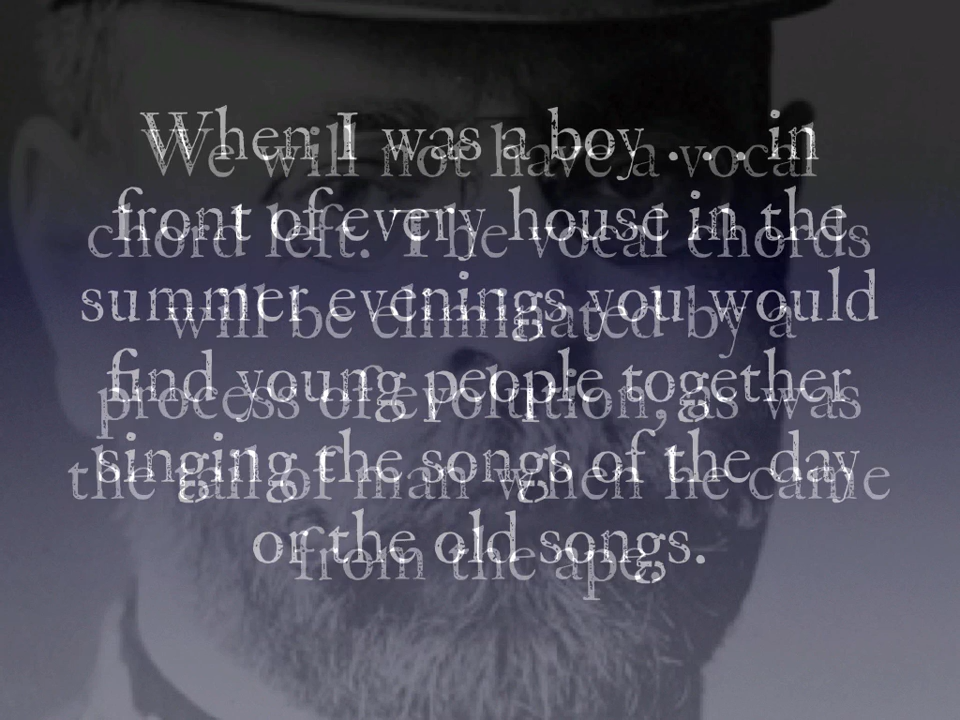 When I was a boy . . . in
front of every house in the
summer evenings you would
find young people together
singing the songs of the day
or the old songs.
We will not have a vocal
chord left. The vocal chords
will be eliminated by a
process of evolution, as was
the tail of man when he came
from the ape.